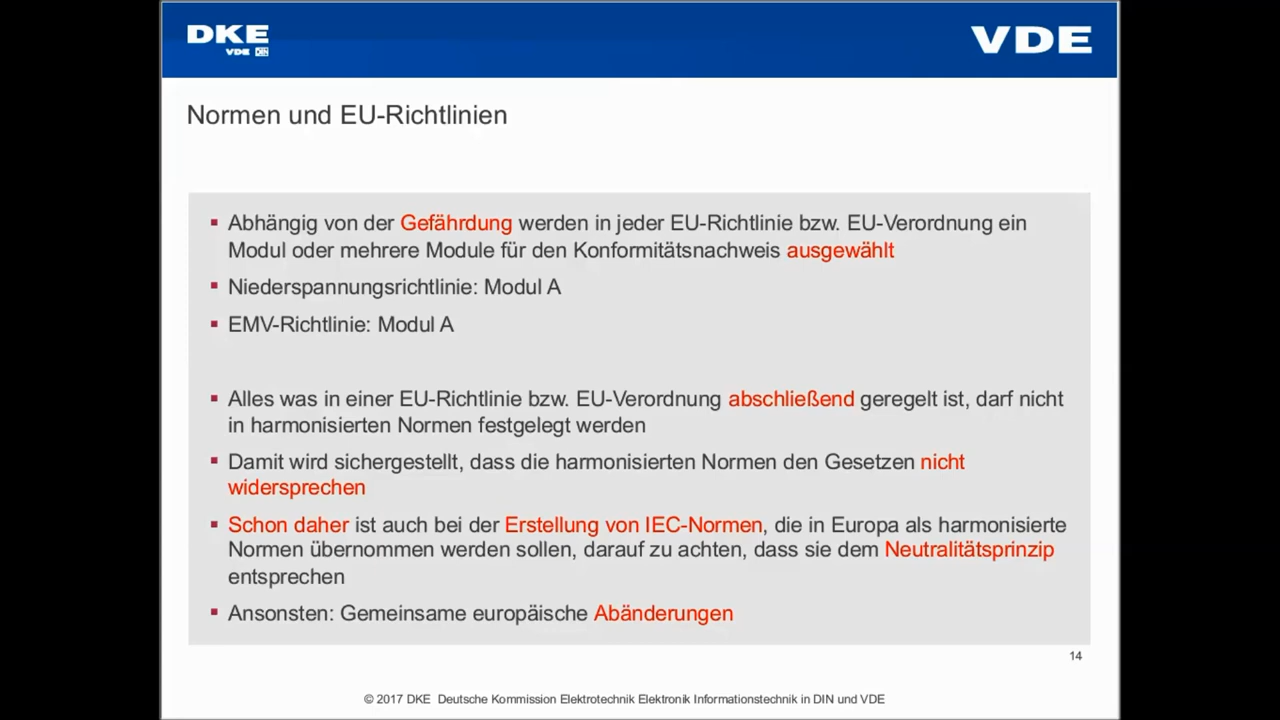 DKE
VDE DIN
VDE
Normen und EU-Richtlinien
Abhängig von der Gefährdung werden in jeder EU-Richtlinie bzw. EU-Verordnung ein
Modul oder mehrere Module für den Konformitätsnachweis ausgewählt
Niederspannungsrichtlinie: Modul A
EMV-Richtlinie: Modul A
Alles was in einer EU-Richtlinie bzw. EU-Verordnung abschließend geregelt ist, darf nicht
in harmonisierten Normen festgelegt werden
Damit wird sichergestellt, dass die harmonisierten Normen den Gesetzen nicht
widersprechen
Schon daher ist auch bei der Erstellung von IEC-Normen, die in Europa als harmonisierte
Normen übernommen werden sollen, darauf zu achten, dass sie dem Neutralitätsprinzip
entsprechen
Ansonsten: Gemeinsame europäische Abänderungen
14
© 2017 DKE Deutsche Kommission Elektrotechnik Elektronik Informationstechnik in DIN und VDE